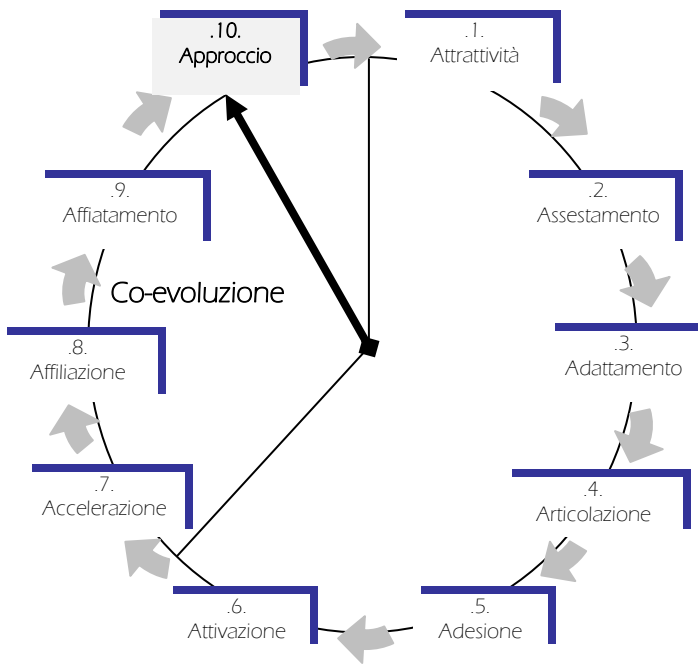 .1.
Attrattività
.2.
Assestamento
.3.
Adattamento
.4.
Articolazione
.5.
Adesione
.6.
Attivazione
.7.
Accelerazione
.8.
Affiliazione
.9.
Affiatamento
.10.
Approccio
Co-evoluzione